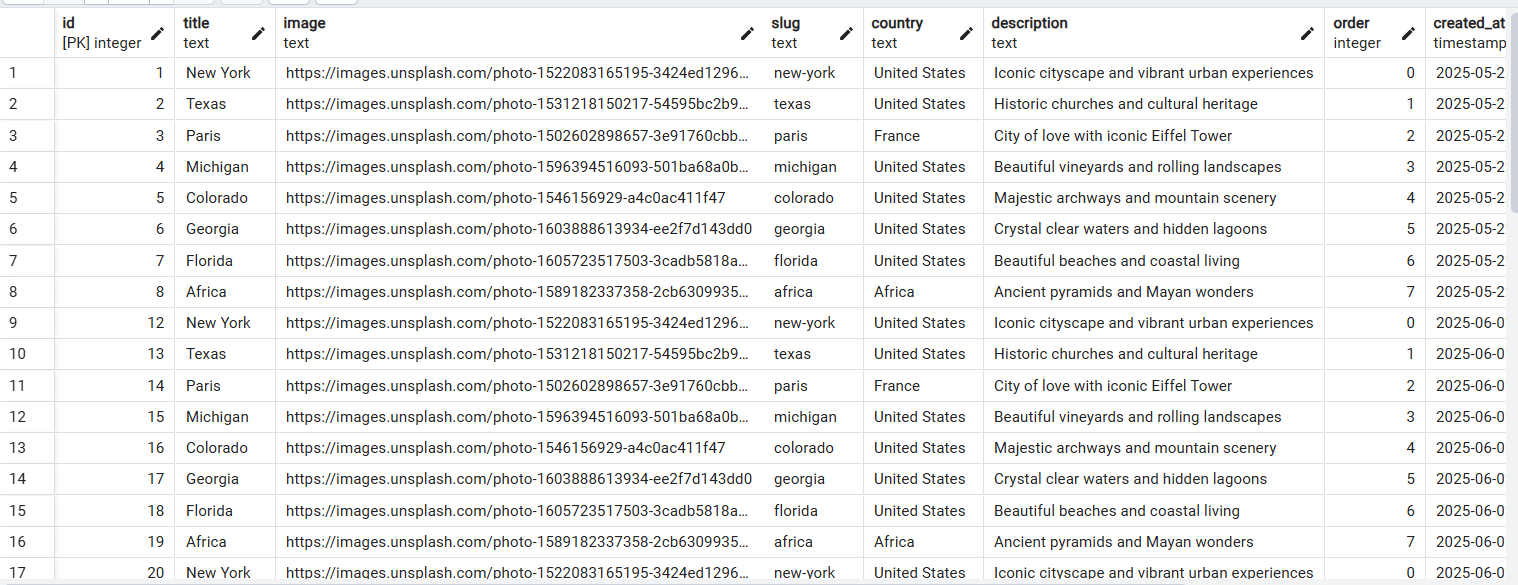 id title image slug country description order created_at
[PK] integer text text text text text integer timestamp
1 1 New York https://images.unsplash.com/photo-1522083165195-3424ed1296… new-york United States Iconic cityscape and vibrant urban experiences 0 2025-05-2
2 2 Texas https://images.unsplash.com/photo-1531218150217-54595bc2b9… texas United States Historic churches and cultural heritage 1 2025-05-2
3 3 Paris https://images.unsplash.com/photo-1502602898657-3e91760cbb… paris France City of love with iconic Eiffel Tower 2 2025-05-2
4 4 Michigan https://images.unsplash.com/photo-1596394516093-501ba68a0b… michigan United States Beautiful vineyards and rolling landscapes 3 2025-05-2
5 5 Colorado https://images.unsplash.com/photo-1546156929-a4c0ac411f47 colorado United States Majestic archways and mountain scenery 4 2025-05-2
6 6 Georgia https://images.unsplash.com/photo-1603888613934-ee2f7d143dd0 georgia United States Crystal clear waters and hidden lagoons 5 2025-05-2
7 7 Florida https://images.unsplash.com/photo-1605723517503-3cadb5818a… florida United States Beautiful beaches and coastal living 6 2025-05-2
8 8 Africa https://images.unsplash.com/photo-1589182337358-2cb6309935… africa Africa Ancient pyramids and Mayan wonders 7 2025-05-2
9 12 New York https://images.unsplash.com/photo-1522083165195-3424ed1296… new-york United States Iconic cityscape and vibrant urban experiences 0 2025-06-0
10 13 Texas https://images.unsplash.com/photo-1531218150217-54595bc2b9… texas United States Historic churches and cultural heritage 1 2025-06-0
11 14 Paris https://images.unsplash.com/photo-1502602898657-3e91760cbb… paris France City of love with iconic Eiffel Tower 2 2025-06-0
12 15 Michigan https://images.unsplash.com/photo-1596394516093-501ba68a0b… michigan United States Beautiful vineyards and rolling landscapes 3 2025-06-0
13 16 Colorado https://images.unsplash.com/photo-1546156929-a4c0ac411f47 colorado United States Majestic archways and mountain scenery 4 2025-06-0
14 17 Georgia https://images.unsplash.com/photo-1603888613934-ee2f7d143dd0 georgia United States Crystal clear waters and hidden lagoons 5 2025-06-0
15 18 Florida https://images.unsplash.com/photo-1605723517503-3cadb5818a… florida United States Beautiful beaches and coastal living 6 2025-06-0
16 19 Africa https://images.unsplash.com/photo-1589182337358-2cb6309935… africa Africa Ancient pyramids and Mayan wonders 7 2025-06-0
17 20 New York https://images.unsplash.com/photo-1522083165195-3424ed1296… new-york United States Iconic cityscape and vibrant urban experiences 0 2025-06-0